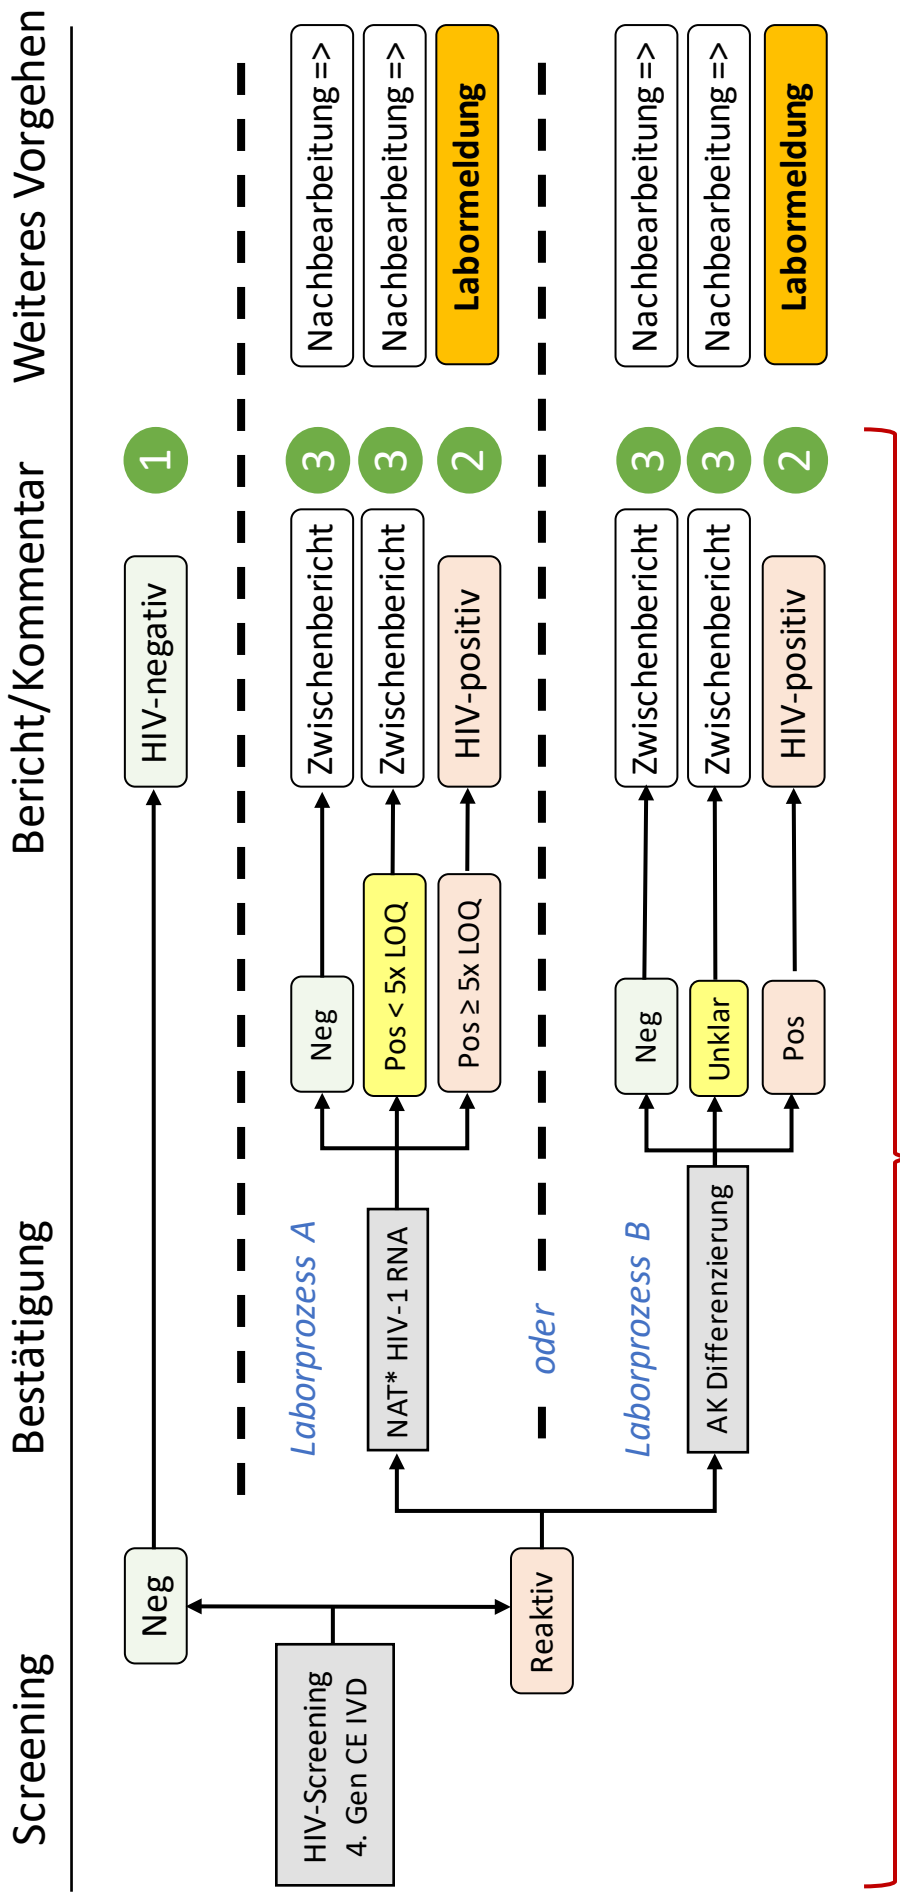 Screening
Bestätigung
Bericht/Kommentar
Weiteres Vorgehen
Neg
HIV-negativ
1
HIV-Screening
4. Gen CE IVD
Reaktiv
Laborprozess A
NAT* HIV-1 RNA
Neg
Zwischenbericht
3
Nachbearbeitung =>
Pos < 5x LOQ
Zwischenbericht
3
Nachbearbeitung =>
Pos ≥ 5x LOQ
HIV-positiv
2
Labormeldung
oder
Laborprozess B
AK Differenzierung
Neg
Zwischenbericht
3
Nachbearbeitung =>
Unklar
Zwischenbericht
3
Nachbearbeitung =>
Pos
HIV-positiv
2
Labormeldung